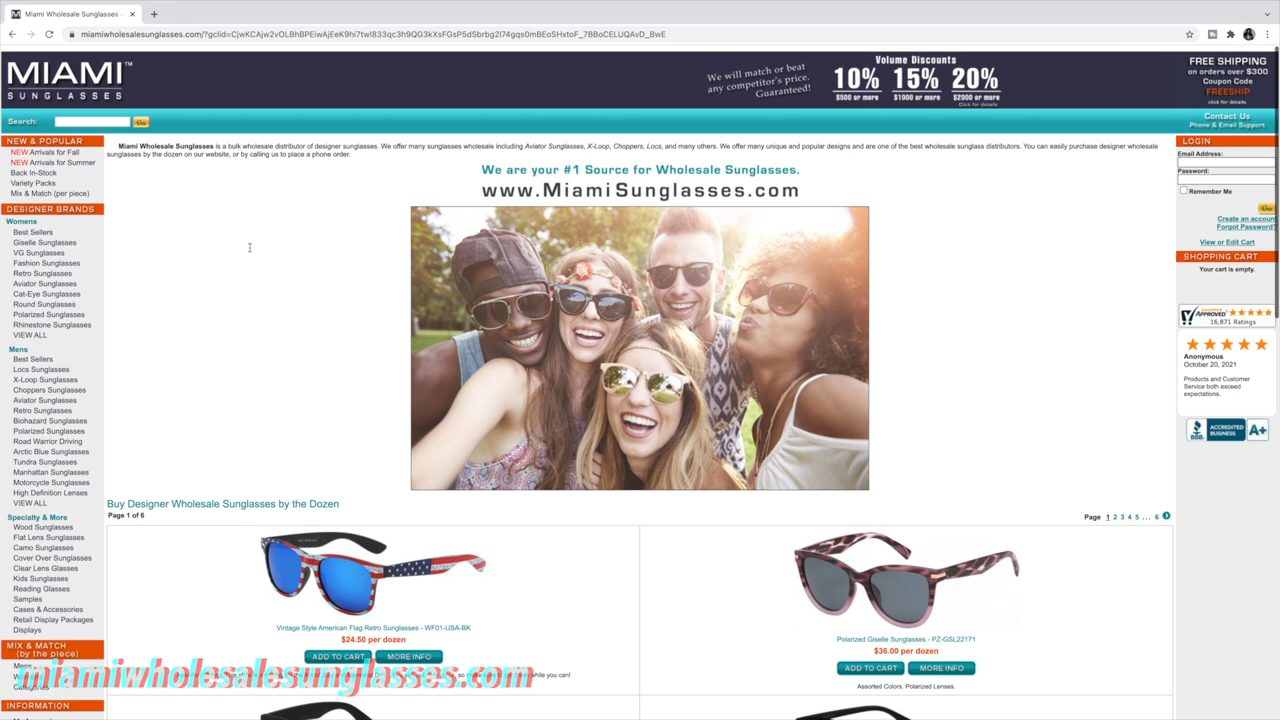 Miami Wholesale Sunglasses -
miamiwholesalesunglasses.com/?gclid=CjwKCAjw2vOLBhBPEiwAjEeK9hi7twl833qc3h9QG3kXsFGsP5dSbrbg2l74gqs0mBEoSHxtoF_7BBoCELUQAvD_BwE
MIAMI™
SUNGLASSES
We will match or beat
any competitor's price.
Guaranteed!
Volume Discounts
10% 15% 20%
$500 or more $1000 or more $2000 or more
Click for details
FREE SHIPPING
on orders over $300
Coupon Code
FREESHIP
click for details
Search:
Go
Contact Us
Phone & Email Support
NEW & POPULAR
NEW Arrivals for Fall
NEW Arrivals for Summer
Back In-Stock
Variety Packs
Mix & Match (per piece)
DESIGNER BRANDS
Womens
Best Sellers
Giselle Sunglasses
VG Sunglasses
Fashion Sunglasses
Retro Sunglasses
Aviator Sunglasses
Cat-Eye Sunglasses
Round Sunglasses
Polarized Sunglasses
Rhinestone Sunglasses
VIEW ALL
Mens
Best Sellers
Locs Sunglasses
X-Loop Sunglasses
Choppers Sunglasses
Aviator Sunglasses
Retro Sunglasses
Biohazard Sunglasses
Polarized Sunglasses
Road Warrior Driving
Arctic Blue Sunglasses
Tundra Sunglasses
Manhattan Sunglasses
Motorcycle Sunglasses
High Definition Lenses
VIEW ALL
Specialty & More
Wood Sunglasses
Flat Lens Sunglasses
Camo Sunglasses
Cover Over Sunglasses
Clear Lens Glasses
Kids Sunglasses
Reading Glasses
Samples
Cases & Accessories
Retail Display Packages
Displays
MIX & MATCH
(by the piece)
INFORMATION
Miami Wholesale Sunglasses is a bulk wholesale distributor of designer sunglasses. We offer many sunglasses wholesale including Aviator Sunglasses, X-Loop, Choppers, Locs, and many others. We offer many unique and popular designs and are one of the best wholesale sunglass distributors. You can easily purchase designer wholesale
sunglasses by the dozen on our website, or by calling us to place a phone order.
We are your #1 Source for Wholesale Sunglasses.
www.MiamiSunglasses.com
Buy Designer Wholesale Sunglasses by the Dozen
Page 1 of 6
Page 1 2 3 4 5 ... 6
Vintage Style American Flag Retro Sunglasses - WF01-USA-BK
$24.50 per dozen
ADD TO CART MORE INFO
while you can!
Polarized Giselle Sunglasses - PZ-GSL22171
$36.00 per dozen
ADD TO CART MORE INFO
Assorted Colors. Polarized Lenses.
LOGIN
Email Address:
Password:
Remember Me
Go
Create an account
Forgot Password?
View or Edit Cart
SHOPPING CART
Your cart is empty.
SHOPPER
APPROVED
16,871 Ratings
Anonymous
October 20, 2021
Products and Customer
Service both exceed
expectations.
BBB
ACCREDITED
BUSINESS
A+
miamiwholesalesunglasses.com